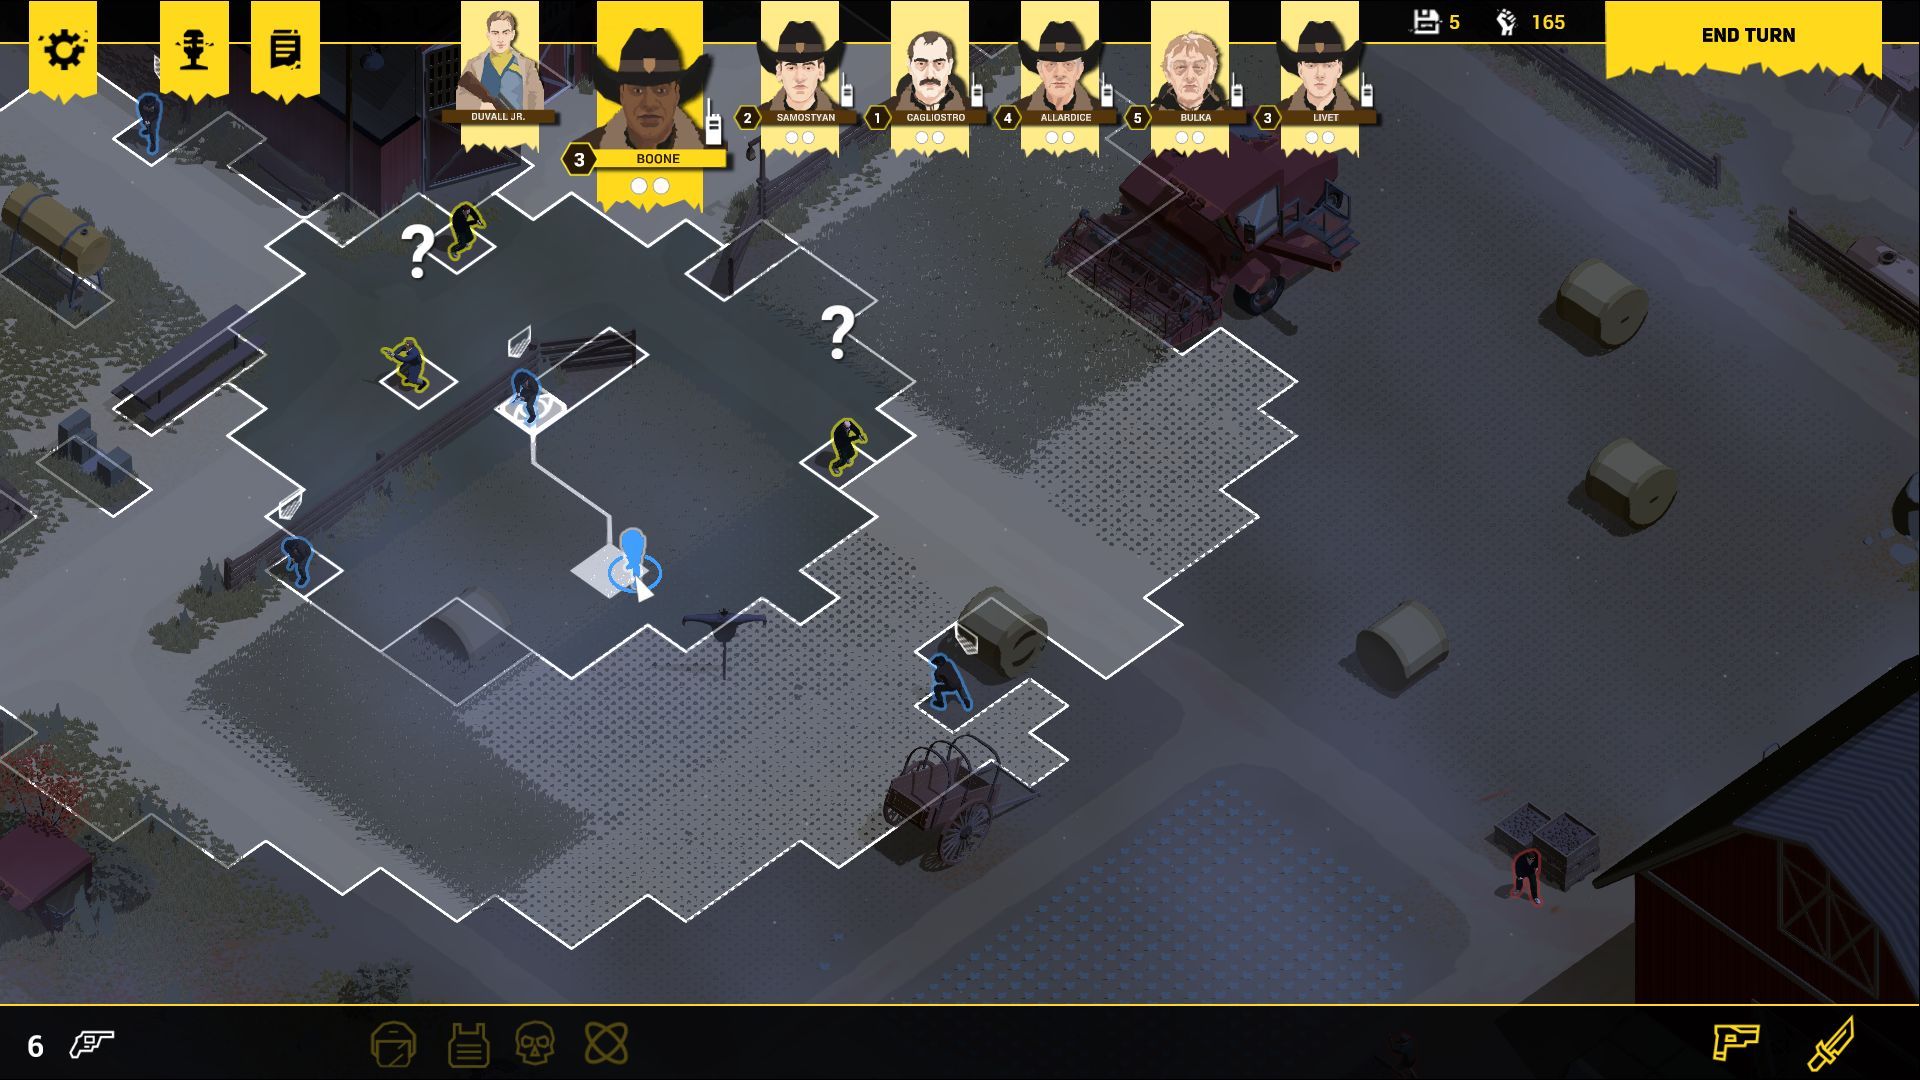 5
165
END TURN
DUVALL JR.
3
BOONE
2
SAMOSTYAN
1
CAGLIOSTRO
4
ALLARDICE
5
BULKA
3
LIVET
?
?
6